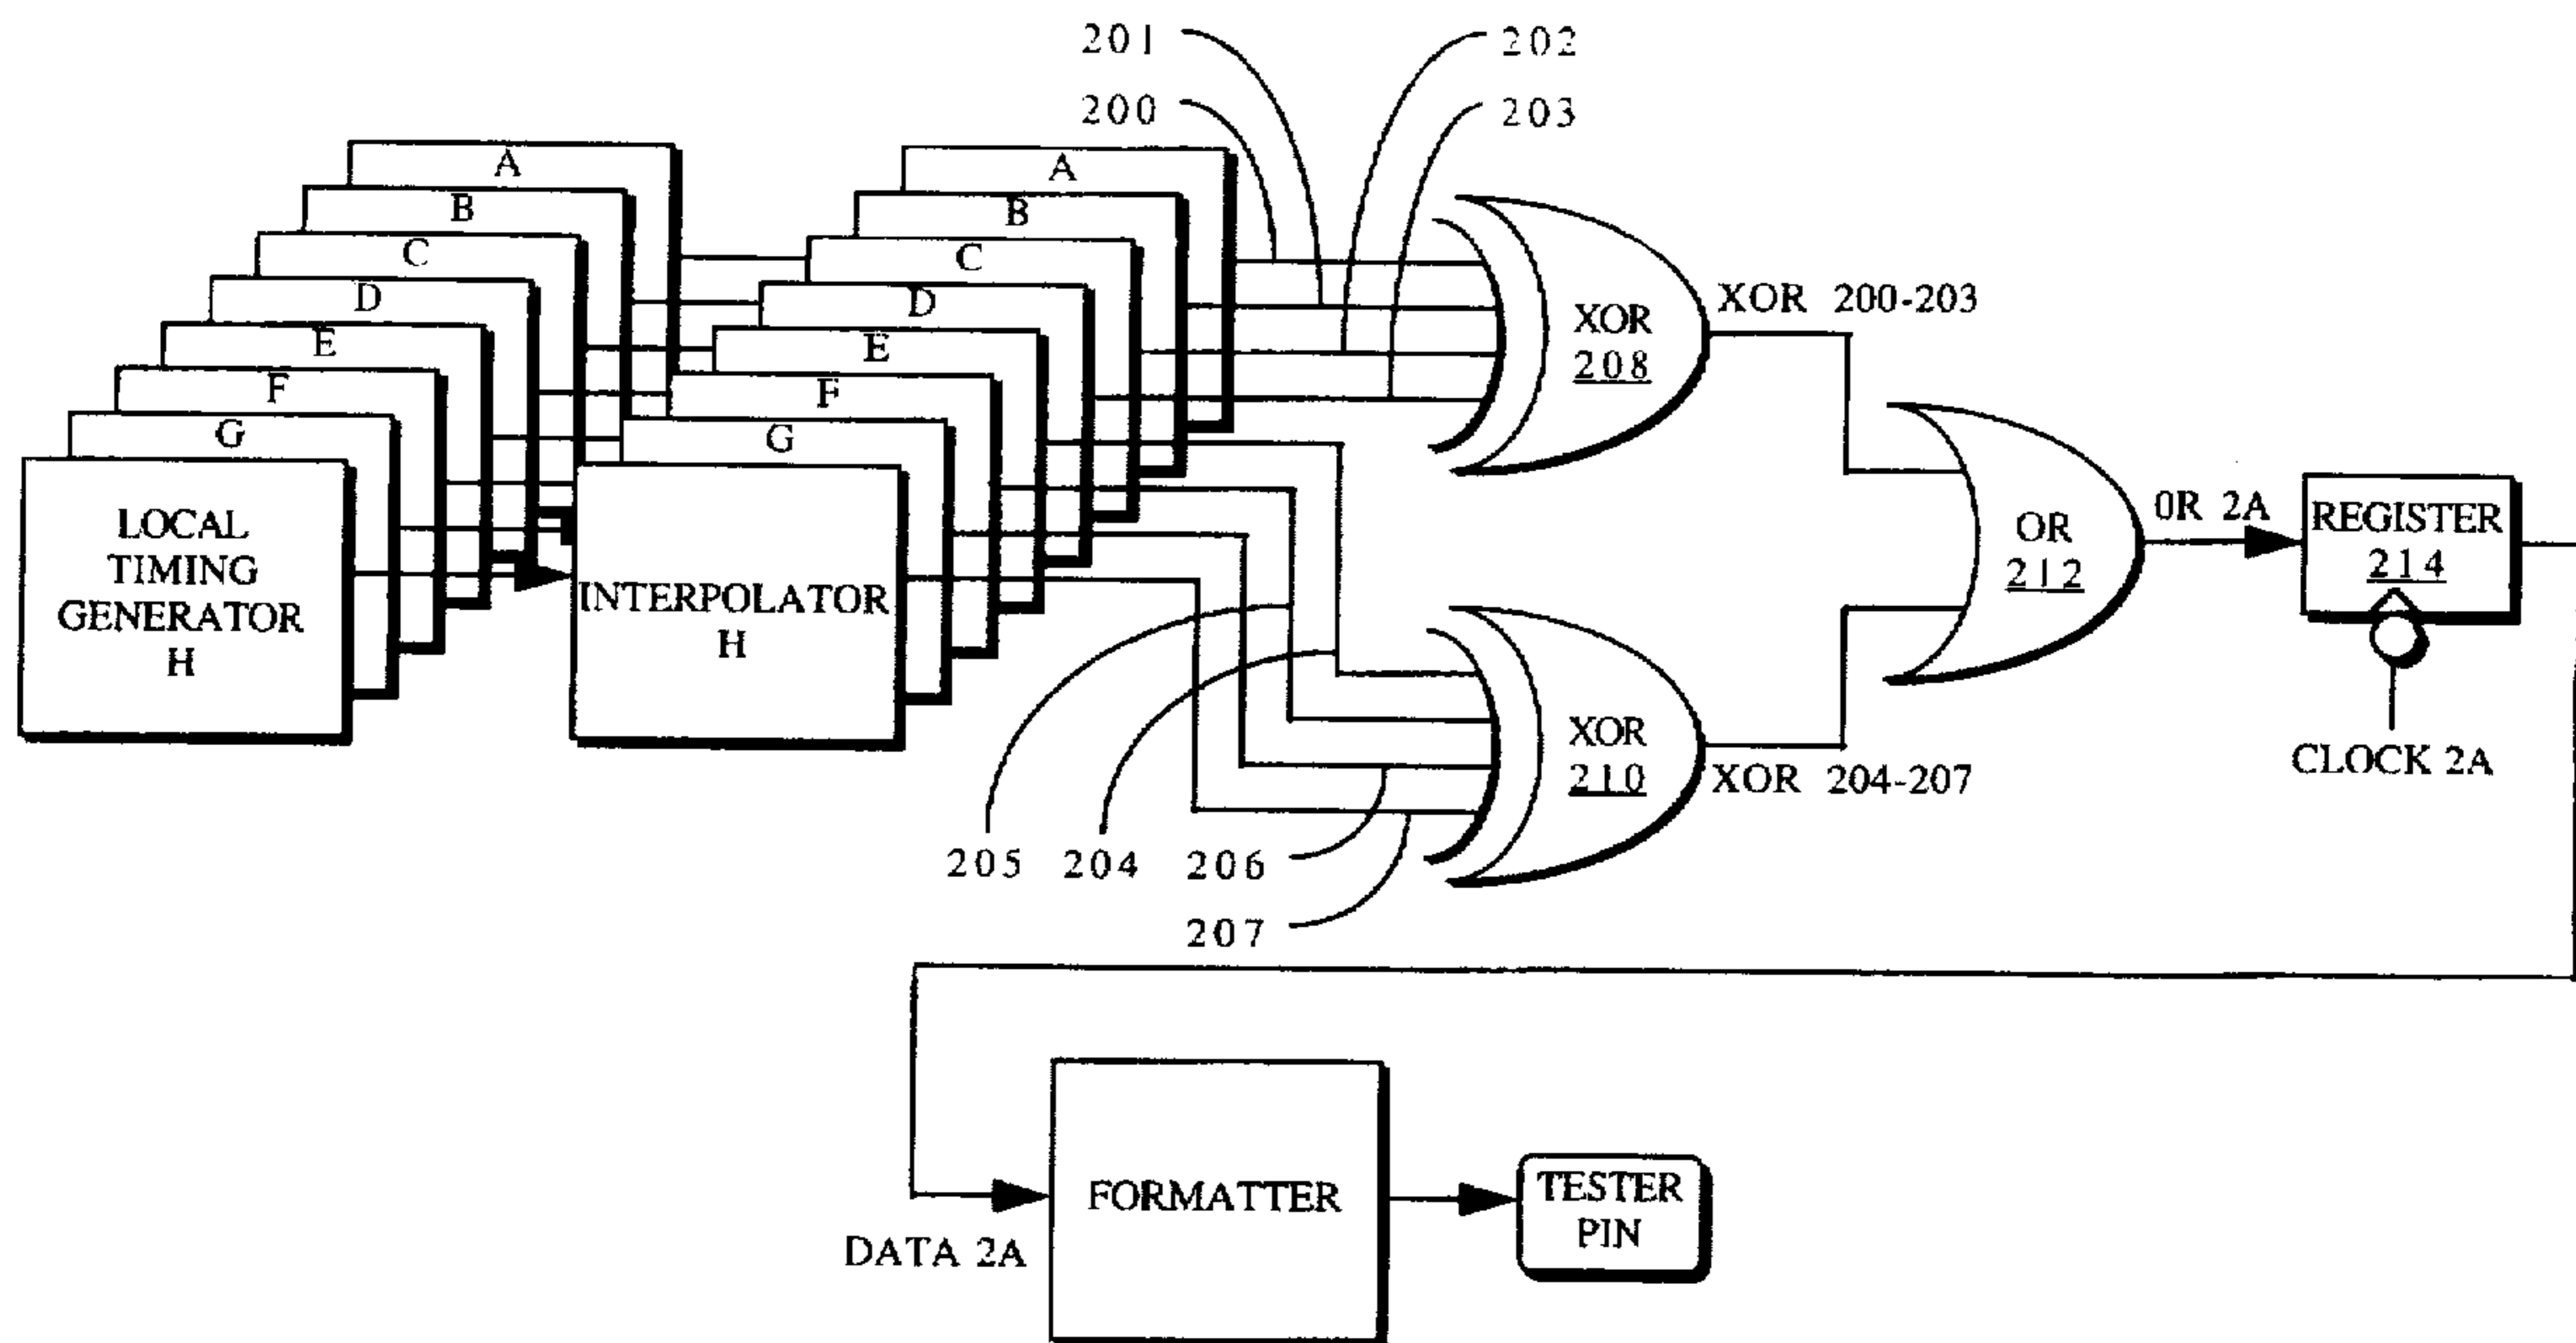 201
202
200
203
A
B
C
D
E
F
G
LOCAL
TIMING
GENERATOR
H
A
B
C
D
E
F
G
INTERPOLATOR
H
XOR
208
XOR 200-203
OR
212
0R 2A
REGISTER
214
CLOCK 2A
XOR
210
XOR 204-207
205
204
206
207
DATA 2A
FORMATTER
TESTER
PIN